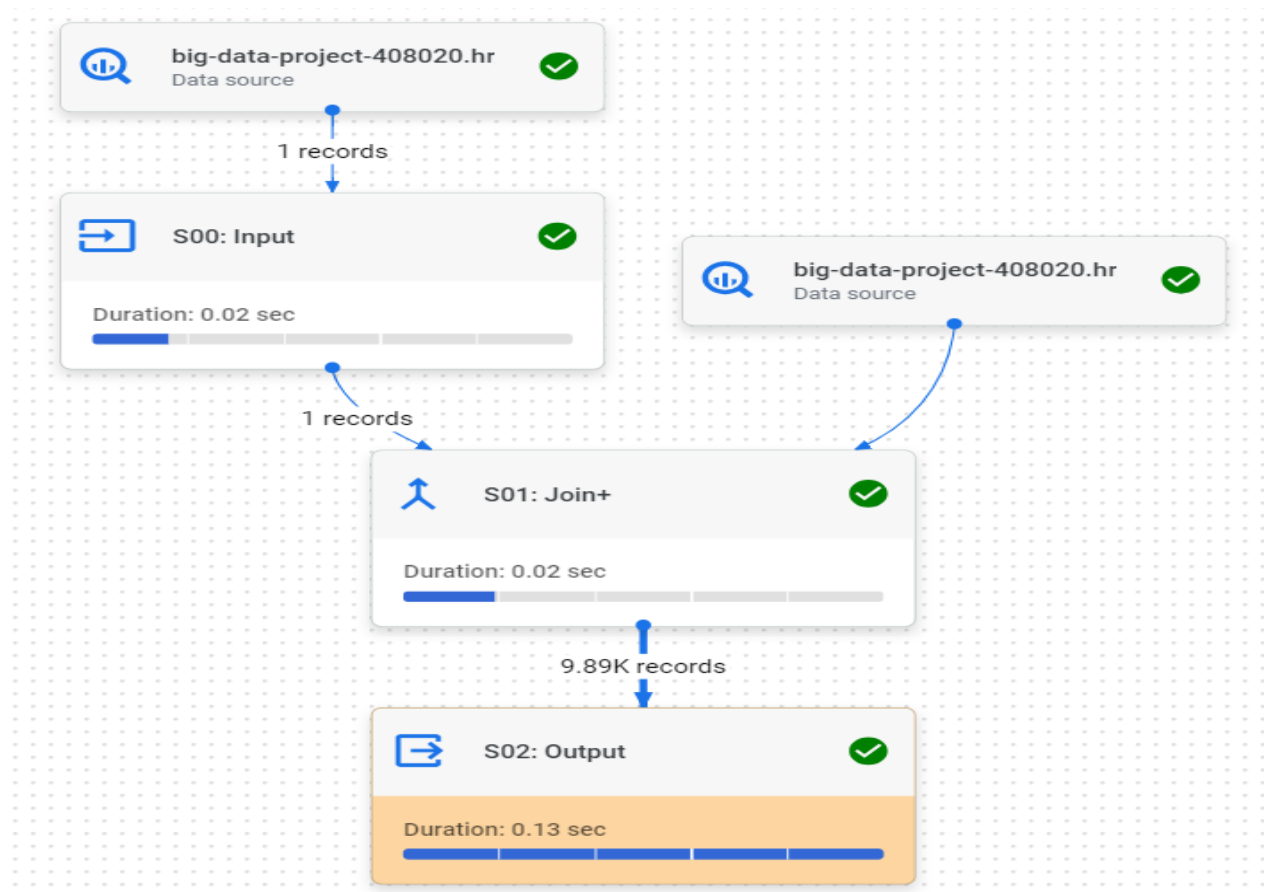 big-data-project-408020.hr
Data source
1 records
S00: Input
Duration: 0.02 sec
big-data-project-408020.hr
Data source
1 records
S01: Join+
Duration: 0.02 sec
9.89K records
S02: Output
Duration: 0.13 sec